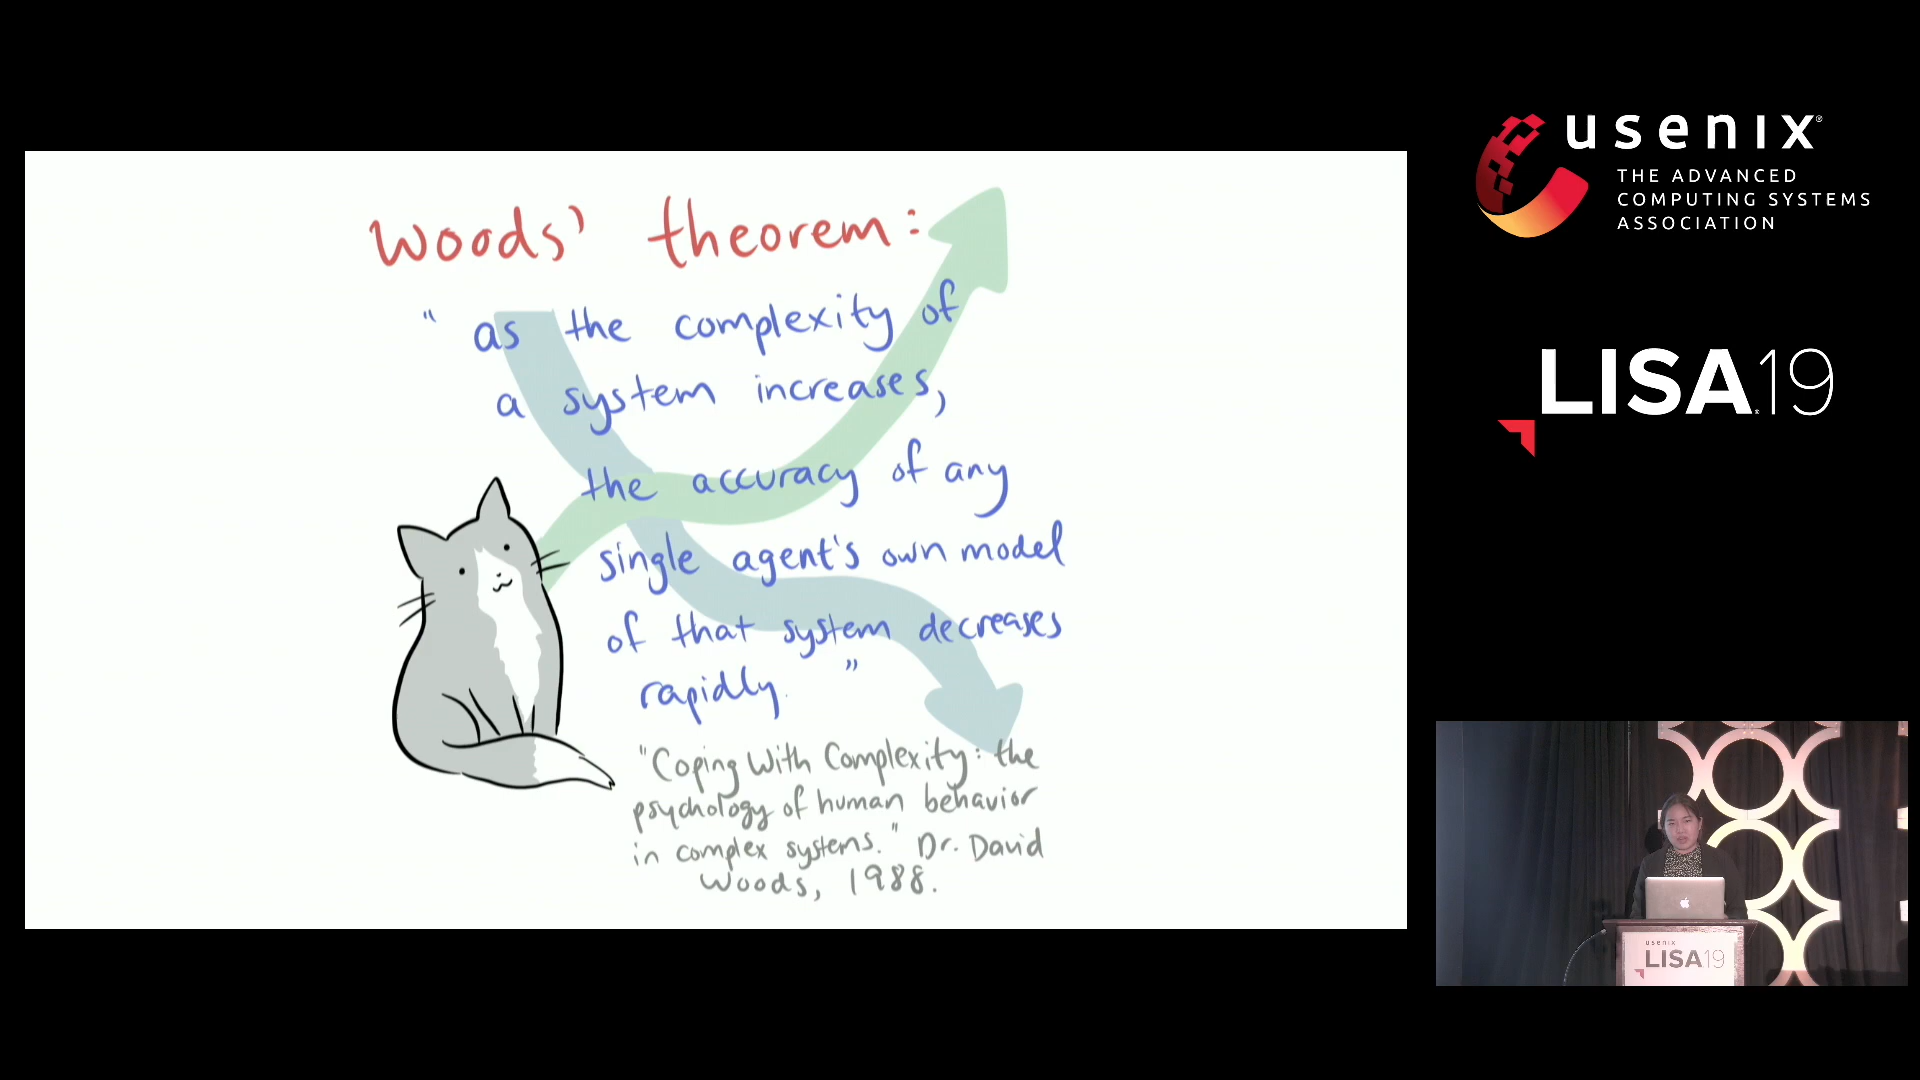 Woods' theorem:
" as the complexity of
a system increases,
the accuracy of any
single agent's own model
of that system decreases
rapidly. "
"Coping With Complexity: the
psychology of human behavior
in complex systems." Dr. David
Woods, 1988.
usenix®
THE ADVANCED
COMPUTING SYSTEMS
ASSOCIATION
LISA19
usenix
LISA19